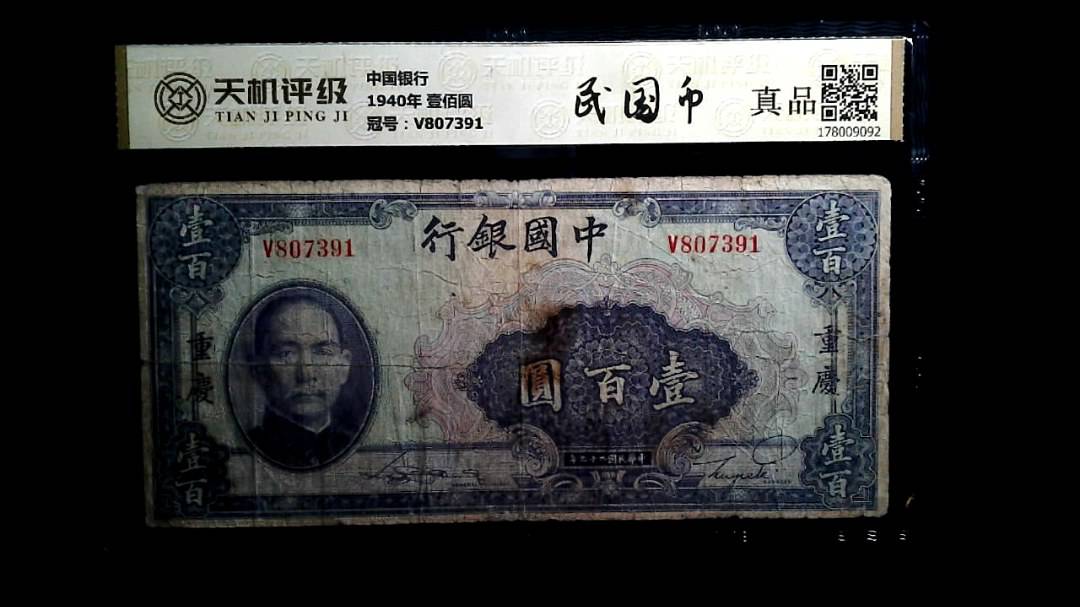 天机评级
TIAN JI PING JI
中国银行
1940年 壹佰圆
冠号：V807391
民国币
真品
178009092
壹百
壹百
V807391
行銀國中
V807391
重慶
重慶
圓百壹
壹百
壹百